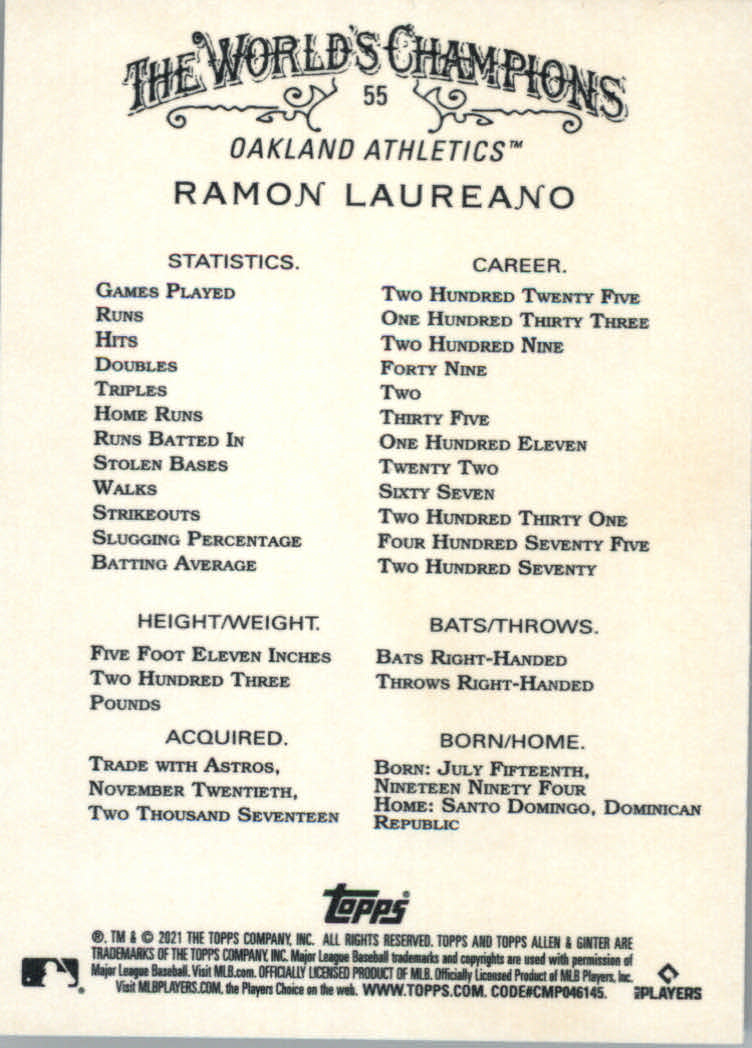 THE WORLD'S CHAMPIONS
55
OAKLAND ATHLETICS™
RAMON LAUREANO
STATISTICS. CAREER.
GAMES PLAYED TWO HUNDRED TWENTY FIVE
RUNS ONE HUNDRED THIRTY THREE
HITS TWO HUNDRED NINE
DOUBLES FORTY NINE
TRIPLES TWO
HOME RUNS THIRTY FIVE
RUNS BATTED IN ONE HUNDRED ELEVEN
STOLEN BASES TWENTY TWO
WALKS SIXTY SEVEN
STRIKEOUTS TWO HUNDRED THIRTY ONE
SLUGGING PERCENTAGE FOUR HUNDRED SEVENTY FIVE
BATTING AVERAGE TWO HUNDRED SEVENTY
HEIGHT/WEIGHT.
FIVE FOOT ELEVEN INCHES
TWO HUNDRED THREE
POUNDS
BATS/THROWS.
BATS RIGHT-HANDED
THROWS RIGHT-HANDED
ACQUIRED.
TRADE WITH ASTROS,
NOVEMBER TWENTIETH,
TWO THOUSAND SEVENTEEN
BORN/HOME.
BORN: JULY FIFTEENTH,
NINETEEN NINETY FOUR
HOME: SANTO DOMINGO, DOMINICAN
REPUBLIC
Topps®
®, TM & © 2021 THE TOPPS COMPANY, INC. ALL RIGHTS RESERVED. TOPPS AND TOPPS ALLEN & GINTER ARE
TRADEMARKS OF THE TOPPS COMPANY, INC. Major League Baseball trademarks and copyrights are used with permission of
Major League Baseball. Visit MLB.com. OFFICIALLY LICENSED PRODUCT OF MLB. Officially Licensed Product of MLB Players, Inc.
Visit MLBPLAYERS.COM, the Players Choice on the web. WWW.TOPPS.COM. CODE#CMP046145.
MLB PLAYERS